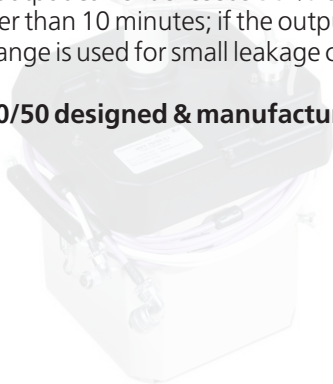 er than 10 minutes; if the outp
ange is used for small leakage c
0/50 designed & manufactur